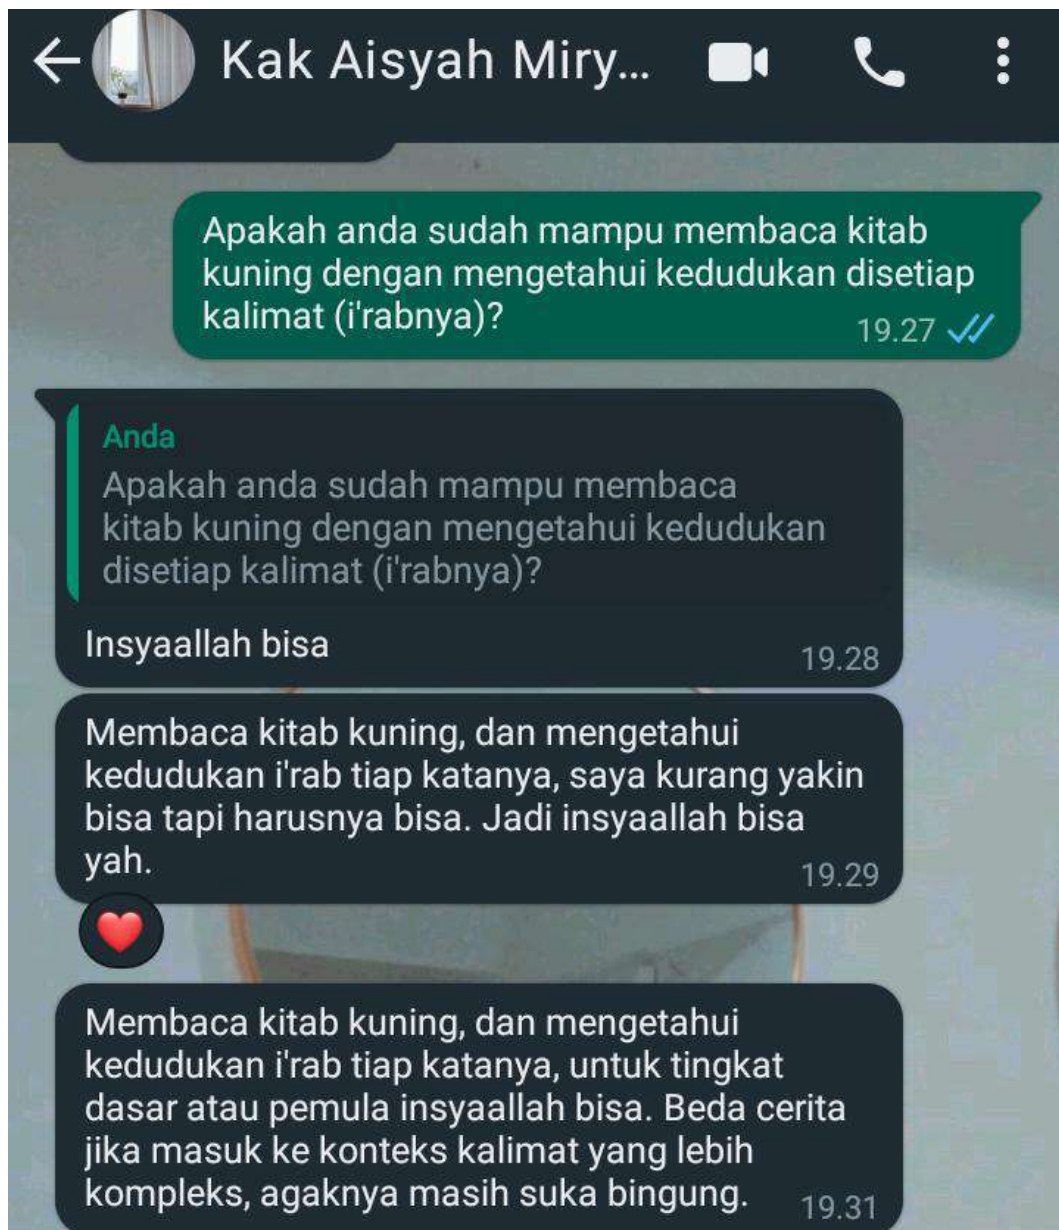 Kak Aisyah Miry...
Apakah anda sudah mampu membaca kitab
kuning dengan mengetahui kedudukan disetiap
kalimat (i'rabnya)?
19.27
Anda
Apakah anda sudah mampu membaca
kitab kuning dengan mengetahui kedudukan
disetiap kalimat (i'rabnya)?
Insyaallah bisa
19.28
Membaca kitab kuning, dan mengetahui
kedudukan i'rab tiap katanya, saya kurang yakin
bisa tapi harusnya bisa. Jadi insyaallah bisa
yah.
19.29
Membaca kitab kuning, dan mengetahui
kedudukan i'rab tiap katanya, untuk tingkat
dasar atau pemula insyaallah bisa. Beda cerita
jika masuk ke konteks kalimat yang lebih
kompleks, agaknya masih suka bingung.
19.31